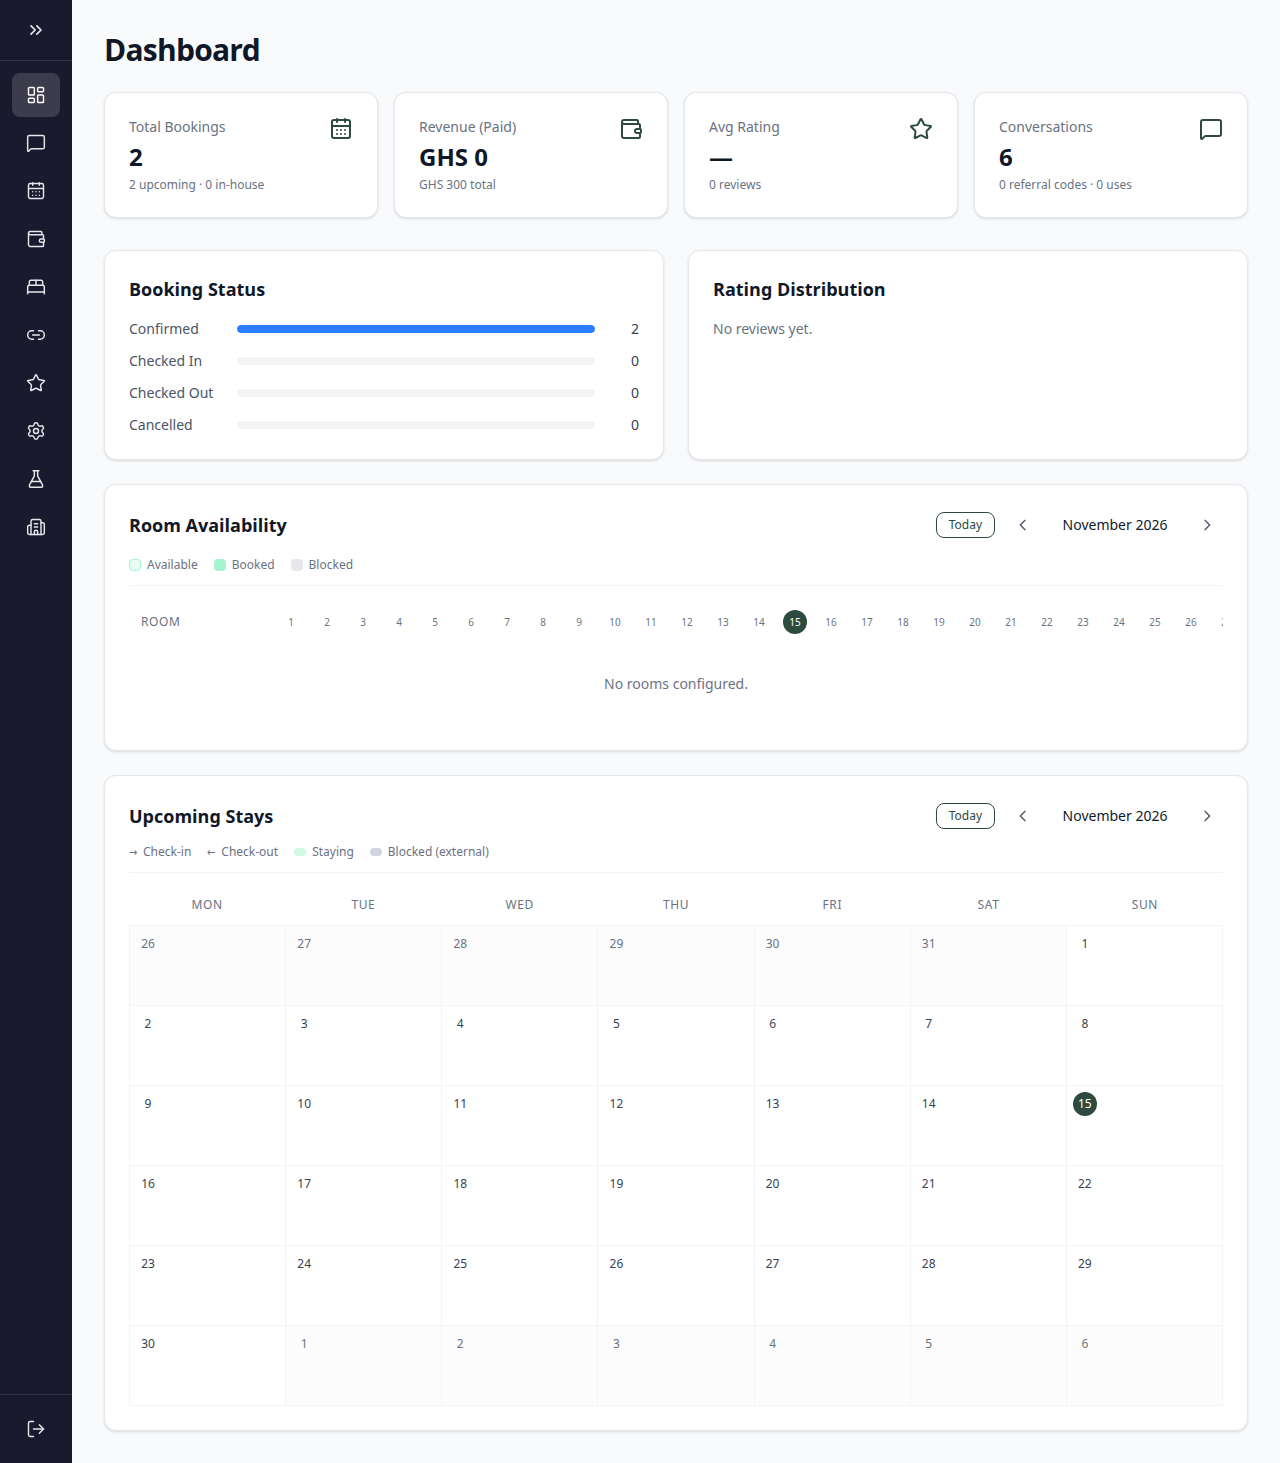 Dashboard
Total Bookings
2
2 upcoming · 0 in-house
Revenue (Paid)
GHS 0
GHS 300 total
Avg Rating
—
0 reviews
Conversations
6
0 referral codes · 0 uses
Booking Status
Confirmed 2
Checked In 0
Checked Out 0
Cancelled 0
Rating Distribution
No reviews yet.
Room Availability
Today November 2026
Available Booked Blocked
ROOM 1 2 3 4 5 6 7 8 9 10 11 12 13 14 15 16 17 18 19 20 21 22 23 24 25 26
No rooms configured.
Upcoming Stays
Today November 2026
→ Check-in ← Check-out Staying Blocked (external)
MON TUE WED THU FRI SAT SUN
26 27 28 29 30 31 1
2 3 4 5 6 7 8
9 10 11 12 13 14 15
16 17 18 19 20 21 22
23 24 25 26 27 28 29
30 1 2 3 4 5 6